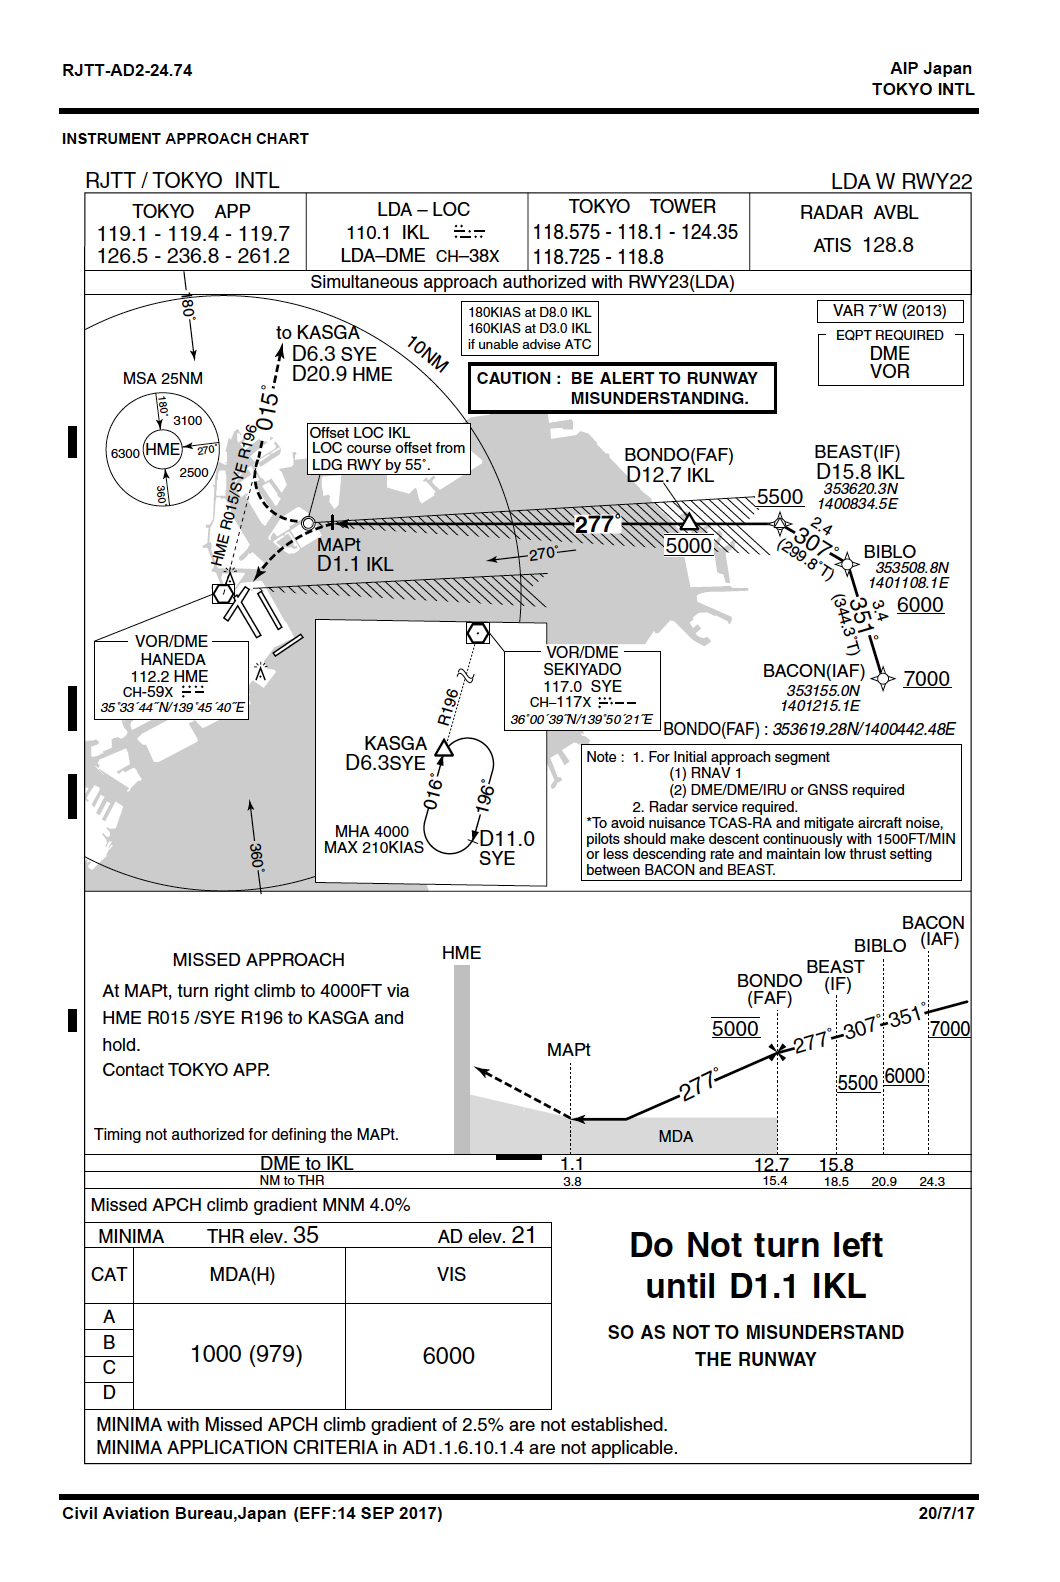 RJTT-AD2-24.74
AIP Japan
TOKYO INTL
INSTRUMENT APPROACH CHART
RJTT / TOKYO INTL
LDA W RWY22
TOKYO APP
119.1 - 119.4 - 119.7
126.5 - 236.8 - 261.2
LDA – LOC
110.1 IKL
LDA–DME CH–38X
TOKYO TOWER
118.575 - 118.1 - 124.35
118.725 - 118.8
RADAR AVBL
ATIS 128.8
Simultaneous approach authorized with RWY23(LDA)
180°
180KIAS at D8.0 IKL
160KIAS at D3.0 IKL
if unable advise ATC
VAR 7°W (2013)
EQPT REQUIRED
DME
VOR
to KASGA
D6.3 SYE
D20.9 HME
10NM
CAUTION : BE ALERT TO RUNWAY
MISUNDERSTANDING.
MSA 25NM
180°
3100
6300
HME
270°
2500
360°
015°
HME R015/SYE R196
Offset LOC IKL
LOC course offset from
LDG RWY by 55°.
BONDO(FAF)
D12.7 IKL
BEAST(IF)
D15.8 IKL
353620.3N
1400834.5E
5500
277°
5000
2.4
307°
(299.8°T)
MAPt
D1.1 IKL
270°
BIBLO
353508.8N
1401108.1E
6000
3.4
351°
(344.3°T)
BACON(IAF)
353155.0N
1401215.1E
7000
VOR/DME
HANEDA
112.2 HME
CH-59X
35°33´44˝N/139°45´40˝E
VOR/DME
SEKIYADO
117.0 SYE
CH–117X
36°00´39˝N/139°50´21˝E
R196
KASGA
D6.3SYE
016°
196°
MHA 4000
MAX 210KIAS
D11.0
SYE
360°
BONDO(FAF) : 353619.28N/1400442.48E
Note : 1. For Initial approach segment
(1) RNAV 1
(2) DME/DME/IRU or GNSS required
2. Radar service required.
*To avoid nuisance TCAS-RA and mitigate aircraft noise,
pilots should make descent continuously with 1500FT/MIN
or less descending rate and maintain low thrust setting
between BACON and BEAST.
MISSED APPROACH
At MAPt, turn right climb to 4000FT via
HME R015 /SYE R196 to KASGA and
hold.
Contact TOKYO APP.
Timing not authorized for defining the MAPt.
HME
MAPt
BONDO
(FAF)
BEAST
(IF)
BIBLO
BACON
(IAF)
5000
277°
277°
307°
351°
7000
5500
6000
MDA
DME to IKL
1.1
12.7
15.8
NM to THR
3.8
15.4
18.5
20.9
24.3
Missed APCH climb gradient MNM 4.0%
MINIMA THR elev. 35 AD elev. 21
CAT MDA(H) VIS
A
B
C
D
1000 (979)
6000
Do Not turn left
until D1.1 IKL
SO AS NOT TO MISUNDERSTAND
THE RUNWAY
MINIMA with Missed APCH climb gradient of 2.5% are not established.
MINIMA APPLICATION CRITERIA in AD1.1.6.10.1.4 are not applicable.
Civil Aviation Bureau,Japan (EFF:14 SEP 2017)
20/7/17